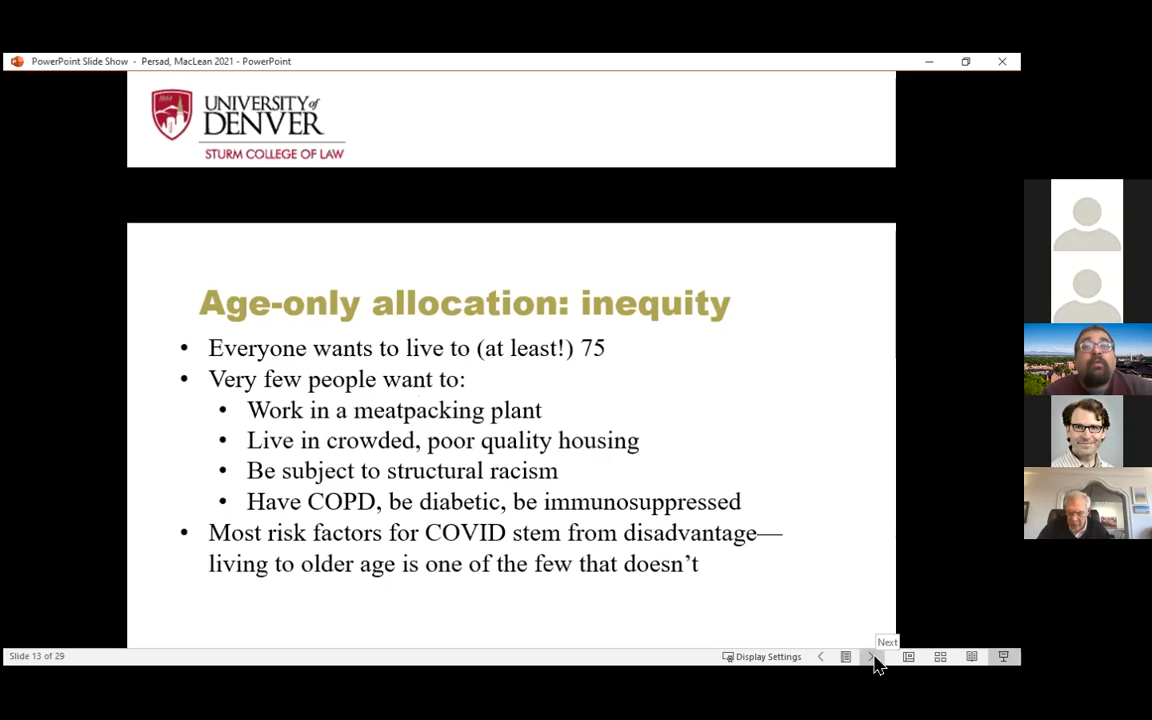 PowerPoint Slide Show - Persad, MacLean 2021 - PowerPoint
UNIVERSITY of
DENVER
STURM COLLEGE OF LAW
Age-only allocation: inequity
• Everyone wants to live to (at least!) 75
• Very few people want to:
• Work in a meatpacking plant
• Live in crowded, poor quality housing
• Be subject to structural racism
• Have COPD, be diabetic, be immunosuppressed
• Most risk factors for COVID stem from disadvantage—
living to older age is one of the few that doesn’t
Next
Slide 13 of 29
Display Settings